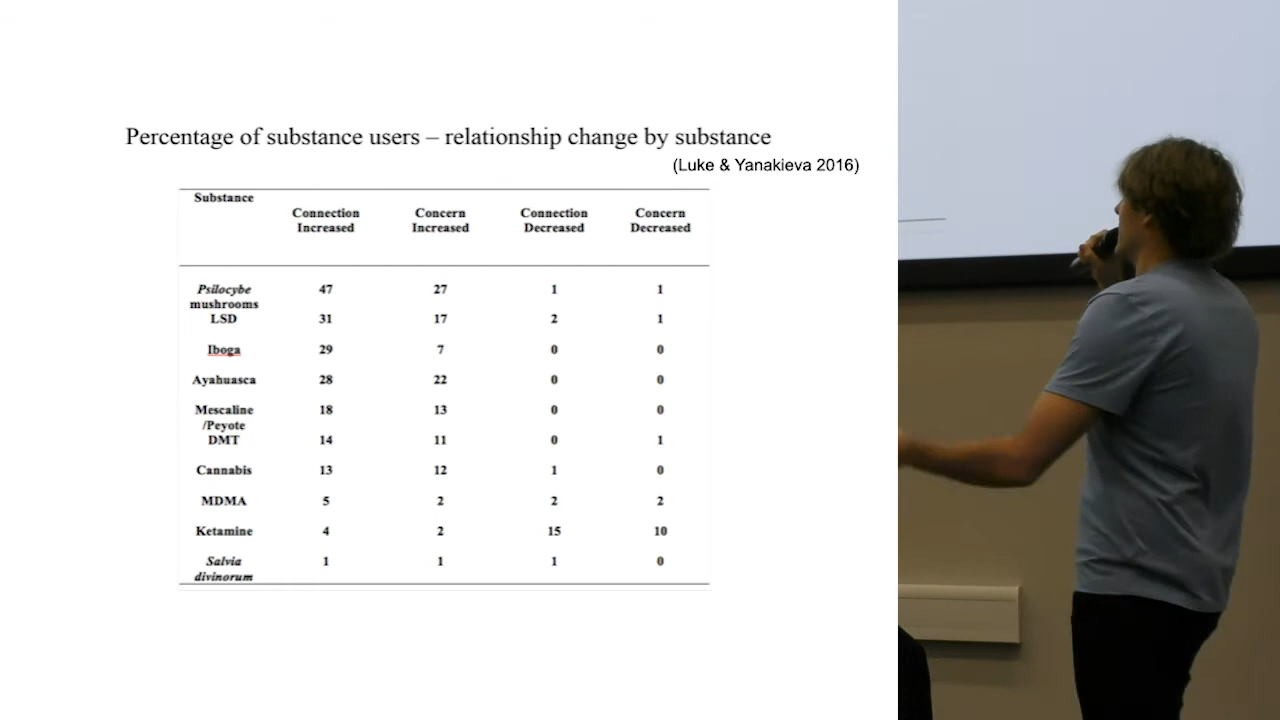 Percentage of substance users – relationship change by substance
(Luke & Yanakieva 2016)
Substance
Connection Increased
Concern Increased
Connection Decreased
Concern Decreased
Psilocybe mushrooms 47 27 1 1
LSD 31 17 2 1
Iboga 29 7 0 0
Ayahuasca 28 22 0 0
Mescaline /Peyote 18 13 0 0
DMT 14 11 0 1
Cannabis 13 12 1 0
MDMA 5 2 2 2
Ketamine 4 2 15 10
Salvia divinorum 1 1 1 0